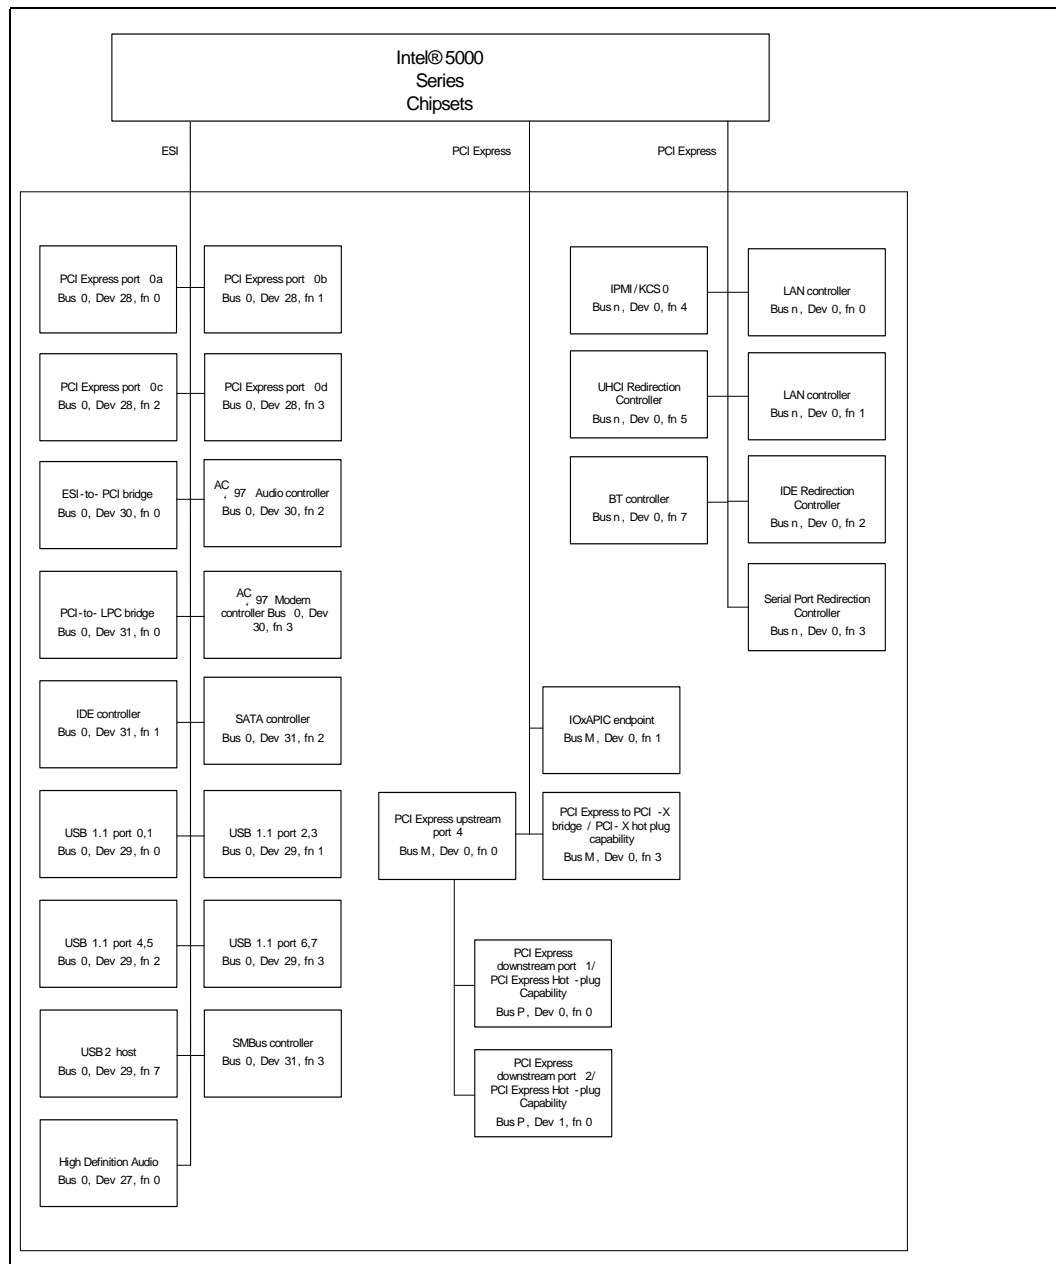 Intel® 5000
Series
Chipsets
ESI
PCI Express
PCI Express
PCI Express port 0a
Bus 0, Dev 28, fn 0
PCI Express port 0b
Bus 0, Dev 28, fn 1
PCI Express port 0c
Bus 0, Dev 28, fn 2
PCI Express port 0d
Bus 0, Dev 28, fn 3
ESI-to-PCI bridge
Bus 0, Dev 30, fn 0
AC ‘97 Audio controller
Bus 0, Dev 30, fn 2
PCI-to-LPC bridge
Bus 0, Dev 31, fn 0
AC ‘97 Modem
controller Bus 0, Dev
30, fn 3
IDE controller
Bus 0, Dev 31, fn 1
SATA controller
Bus 0, Dev 31, fn 2
USB 1.1 port 0,1
Bus 0, Dev 29, fn 0
USB 1.1 port 2,3
Bus 0, Dev 29, fn 1
USB 1.1 port 4,5
Bus 0, Dev 29, fn 2
USB 1.1 port 6,7
Bus 0, Dev 29, fn 3
USB2 host
Bus 0, Dev 29, fn 7
SMBus controller
Bus 0, Dev 31, fn 3
High Definition Audio
Bus 0, Dev 27, fn 0
IOxAPIC endpoint
Bus M, Dev 0, fn 1
PCI Express upstream
port 4
Bus M, Dev 0, fn 0
PCI Express to PCI-X
bridge / PCI-X hot plug
capability
Bus M, Dev 0, fn 3
PCI Express
downstream port 1/
PCI Express Hot-plug
Capability
Bus P, Dev 0, fn 0
PCI Express
downstream port 2/
PCI Express Hot-plug
Capability
Bus P, Dev 1, fn 0
IPMI/KCS0
Bus n, Dev 0, fn 4
LAN controller
Bus n, Dev 0, fn 0
UHCI Redirection
Controller
Bus n, Dev 0, fn 5
LAN controller
Bus n, Dev 0, fn 1
BT controller
Bus n, Dev 0, fn 7
IDE Redirection
Controller
Bus n, Dev 0, fn 2
Serial Port Redirection
Controller
Bus n, Dev 0, fn 3